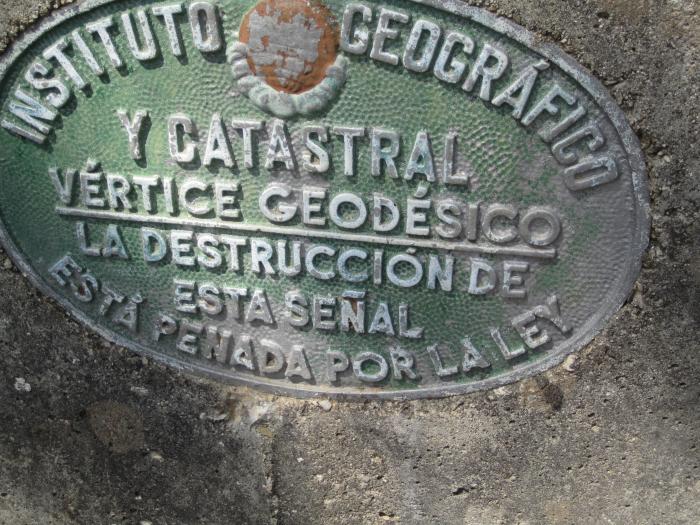 INSTITUTO GEOGRÁFICO
Y CATASTRAL
VÉRTICE GEODÉSICO
LA DESTRUCCIÓN DE
ESTA SEÑAL
ESTÁ PENADA POR LA LEY